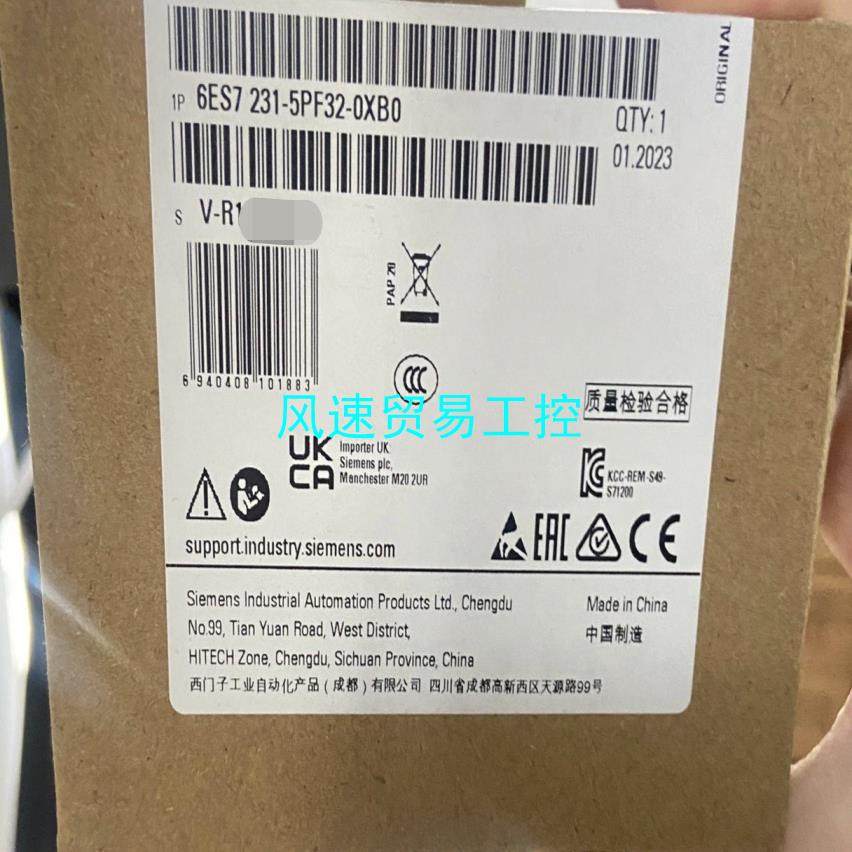 ORIGINAL
1P 6ES7 231-5PF32-0XB0
QTY: 1
01.2023
S V-R1
PAP 20
6 940408 101883
CCC
风速贸易工控
质量检验合格
UK
CA
Importer UK
Siemens plc,
Manchester M20 2UR
KCC-REM-S49-
S71200
EAC
CE
support.industry.siemens.com
Siemens Industrial Automation Products Ltd., Chengdu
Made in China
No.99, Tian Yuan Road, West District,
中国制造
HITECH Zone, Chengdu, Sichuan Province, China
西门子工业自动化产品（成都）有限公司 四川省成都高新西区天源路99号